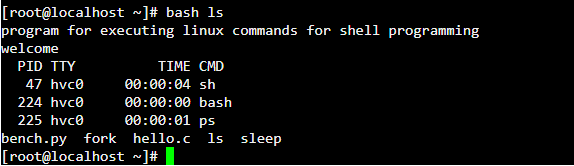 [root@localhost ~]# bash ls
program for executing linux commands for shell programming
welcome
  PID TTY          TIME CMD
   47 hvc0     00:00:04 sh
  224 hvc0     00:00:00 bash
  225 hvc0     00:00:01 ps
bench.py  fork  hello.c  ls  sleep
[root@localhost ~]#